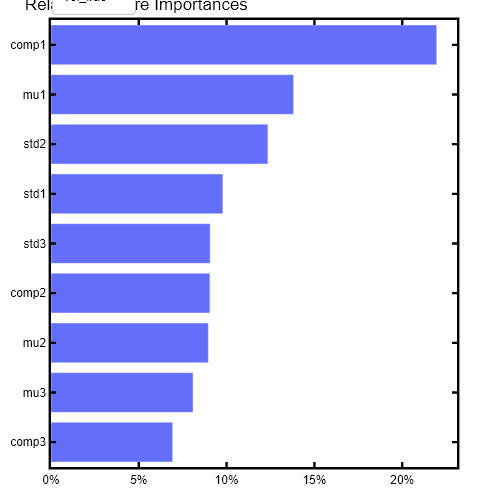 Rela re Importances
comp1
mu1
std2
std1
std3
comp2
mu2
mu3
comp3
0% 5% 10% 15% 20%